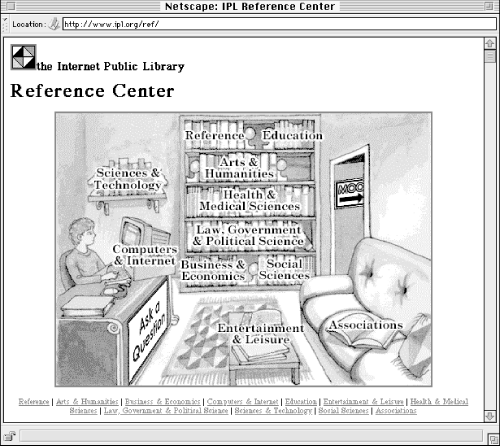 Netscape: IPL Reference Center
Location: http://www.ipl.org/ref/
the Internet Public Library
Reference Center
Reference
Education
Sciences &
Technology
Arts &
Humanities
Health &
Medical Sciences
MOO
Law, Government
& Political Science
Computers
& Internet
Business &
Economics
Social
Sciences
Ask a
Question
Entertainment
& Leisure
Associations
Reference | Arts & Humanities | Business & Economics | Computers & Internet | Education | Entertainment & Leisure | Health & Medical
Sciences | Law, Government & Political Science | Sciences & Technology | Social Sciences | Associations